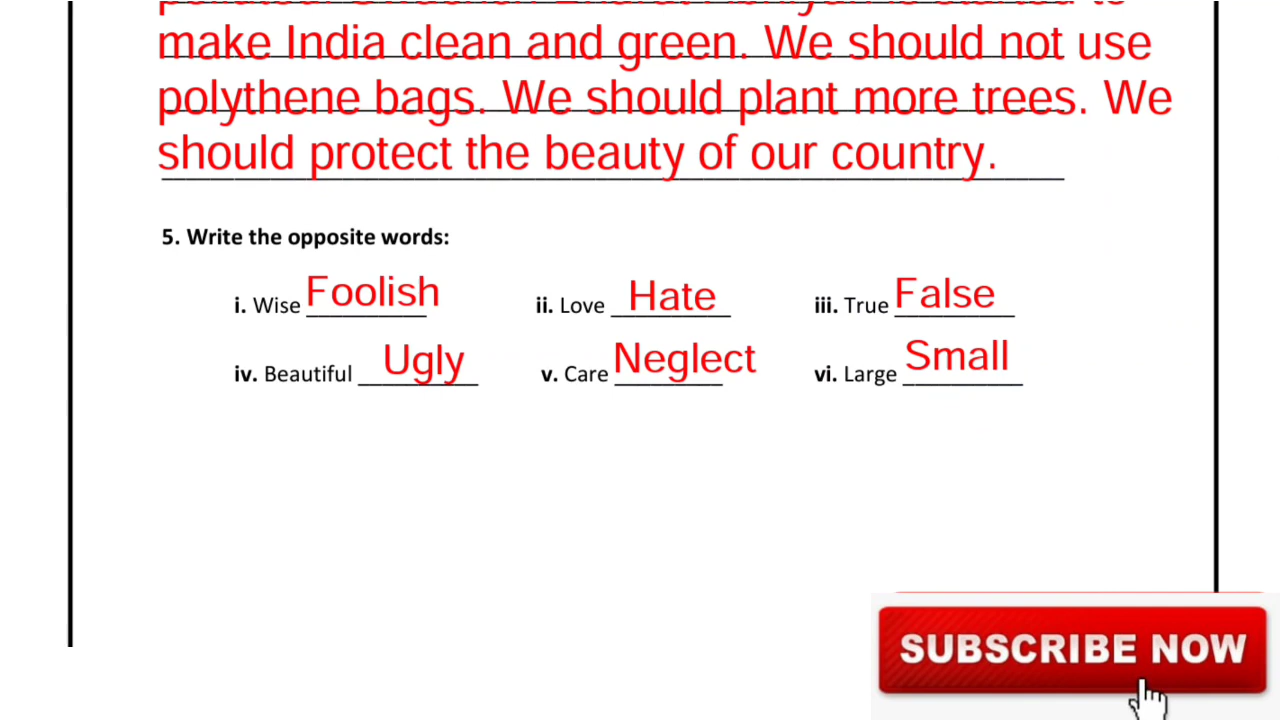 make India clean and green. We should not use
polythene bags. We should plant more trees. We
should protect the beauty of our country.
5. Write the opposite words:
i. Wise Foolish ii. Love Hate iii. True False
iv. Beautiful Ugly v. Care Neglect vi. Large Small
SUBSCRIBE NOW